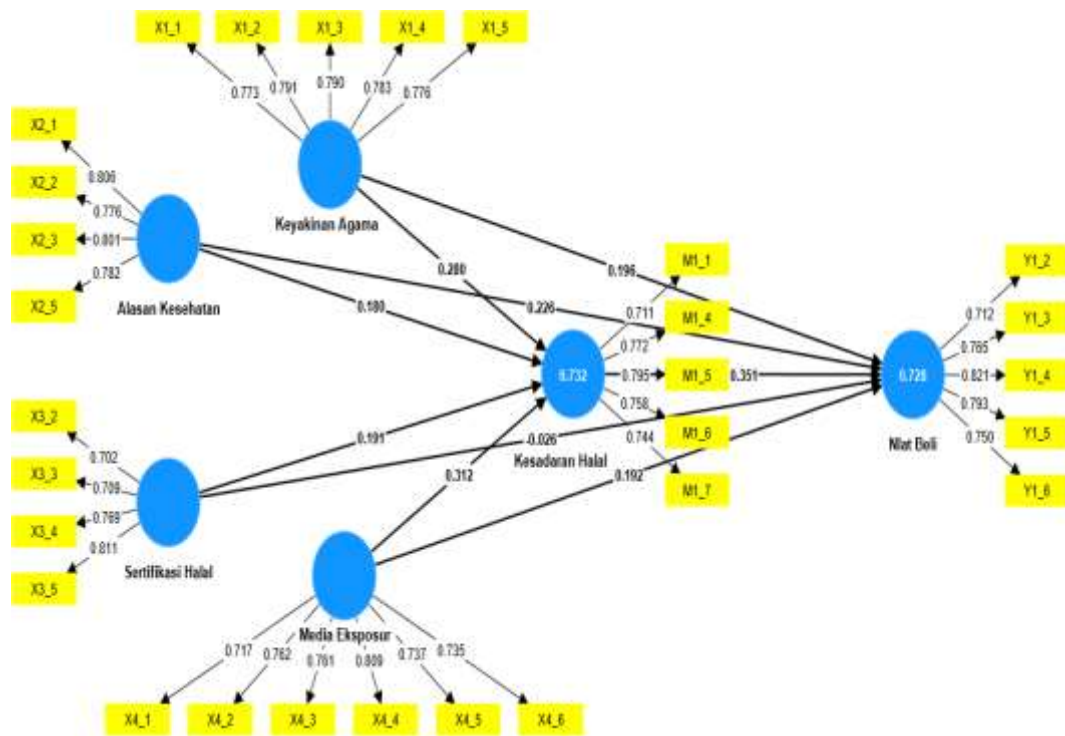 X1_1 X1_2 X1_3 X1_4 X1_5
0.773 0.791 0.790 0.783 0.776
Keyakinan Agama
X2_1
X2_2
X2_3
X2_5
0.806
0.776
0.801
0.782
Alasan Kesehatan
0.280
0.180
0.196
0.226
M1_1
M1_4
M1_5
M1_6
M1_7
0.711
0.772
0.795
0.758
0.744
0.732
Kesadaran Halal
0.351
0.728
Niat Beli
Y1_2
Y1_3
Y1_4
Y1_5
Y1_6
0.712
0.765
0.821
0.793
0.750
X3_2
X3_3
X3_4
X3_5
0.702
0.709
0.769
0.811
Sertifikasi Halal
0.191
-0.026
0.312
0.192
Media Eksposur
0.717 0.762 0.761 0.809 0.737 0.735
X4_1 X4_2 X4_3 X4_4 X4_5 X4_6